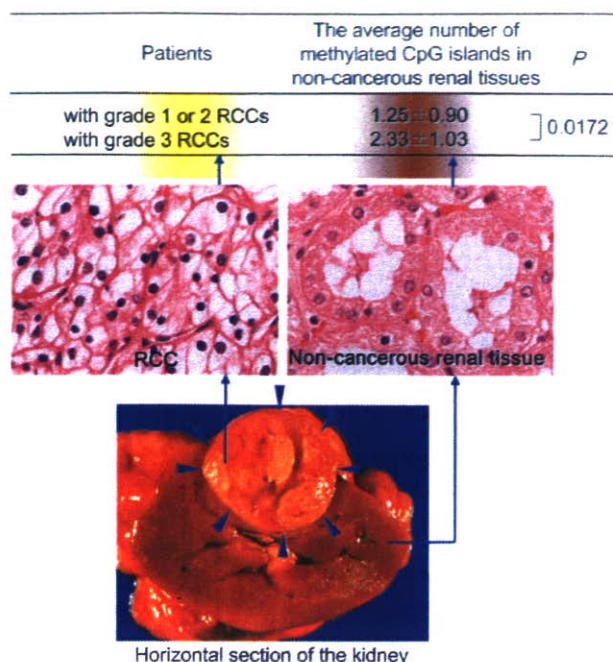 Patients
The average number of
methylated CpG islands in
non-cancerous renal tissues
P
with grade 1 or 2 RCCs 1.25±0.90
with grade 3 RCCs 2.33±1.03
0.0172
RCC
Non-cancerous renal tissue
Horizontal section of the kidney